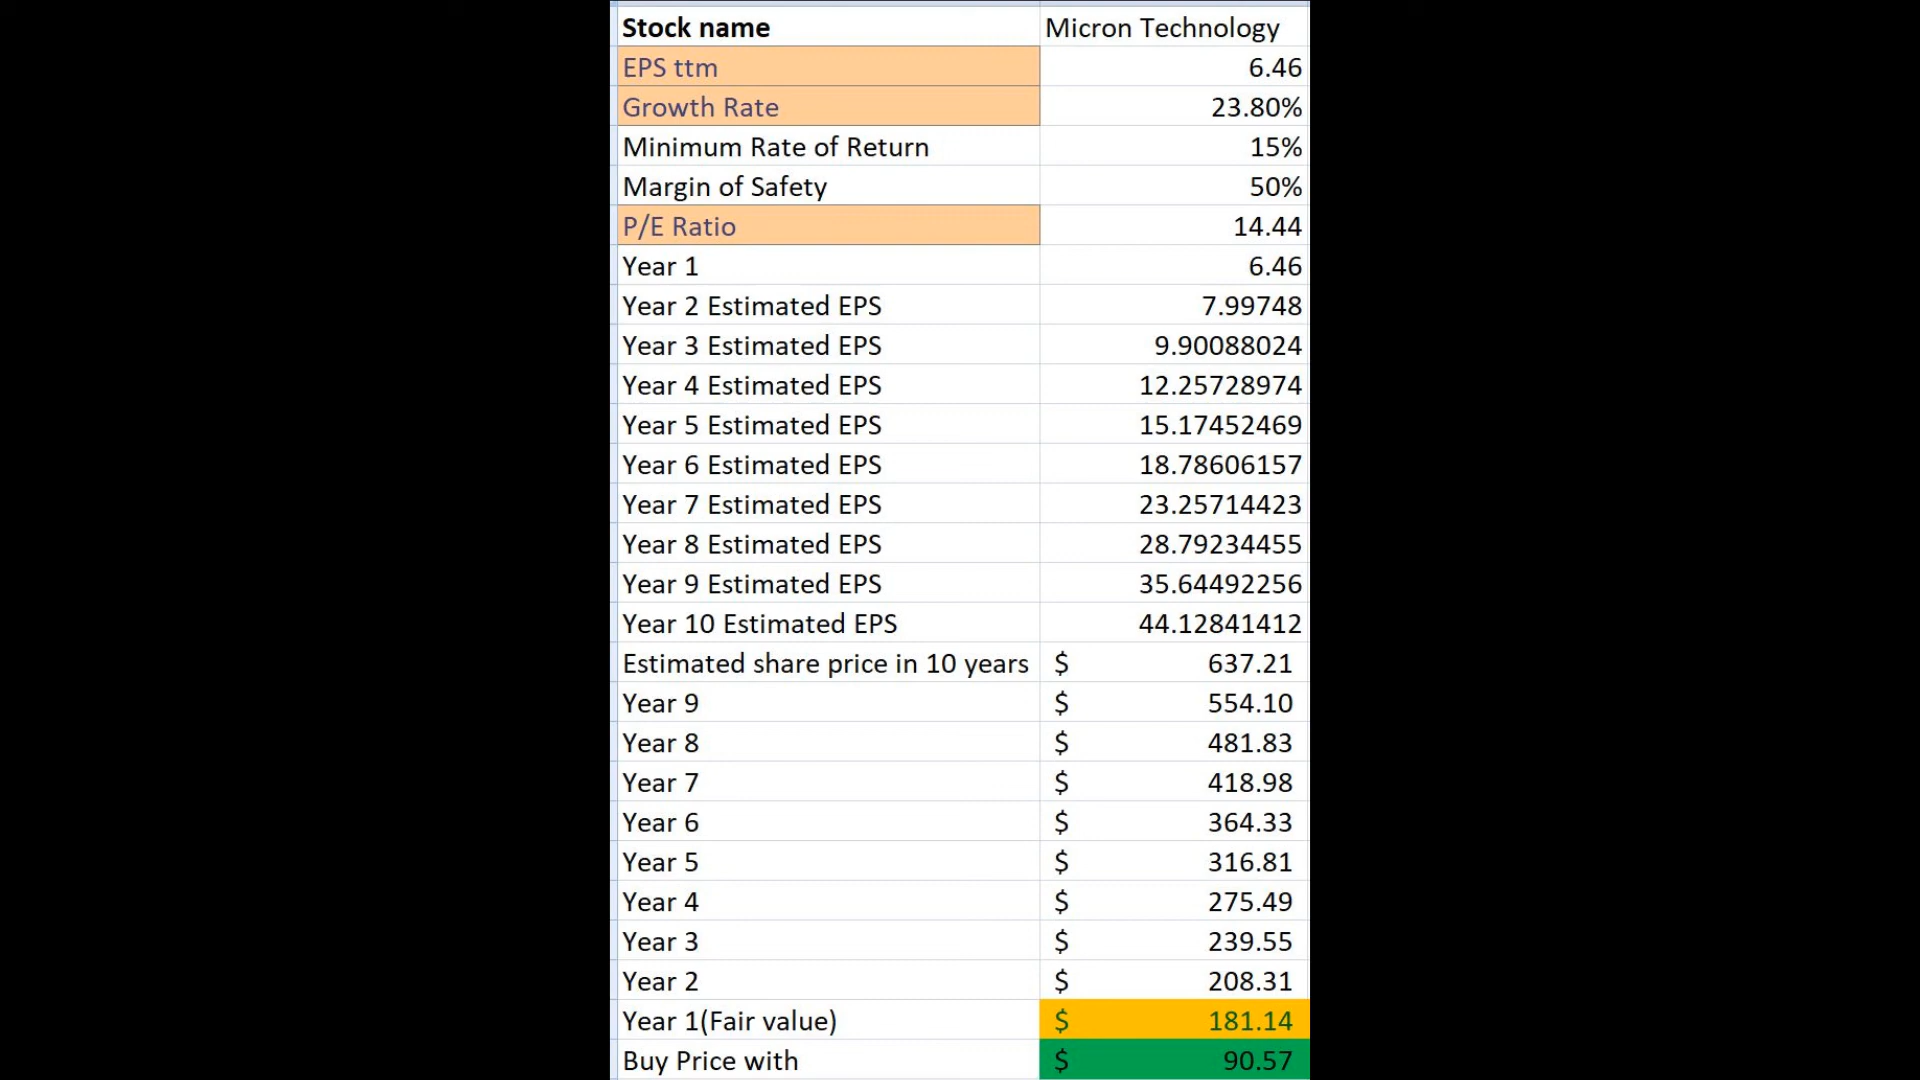 Stock name Micron Technology
EPS ttm 6.46
Growth Rate 23.80%
Minimum Rate of Return 15%
Margin of Safety 50%
P/E Ratio 14.44
Year 1 6.46
Year 2 Estimated EPS 7.99748
Year 3 Estimated EPS 9.90088024
Year 4 Estimated EPS 12.25728974
Year 5 Estimated EPS 15.17452469
Year 6 Estimated EPS 18.78606157
Year 7 Estimated EPS 23.25714423
Year 8 Estimated EPS 28.79234455
Year 9 Estimated EPS 35.64492256
Year 10 Estimated EPS 44.12841412
Estimated share price in 10 years $ 637.21
Year 9 $ 554.10
Year 8 $ 481.83
Year 7 $ 418.98
Year 6 $ 364.33
Year 5 $ 316.81
Year 4 $ 275.49
Year 3 $ 239.55
Year 2 $ 208.31
Year 1(Fair value) $ 181.14
Buy Price with $ 90.57